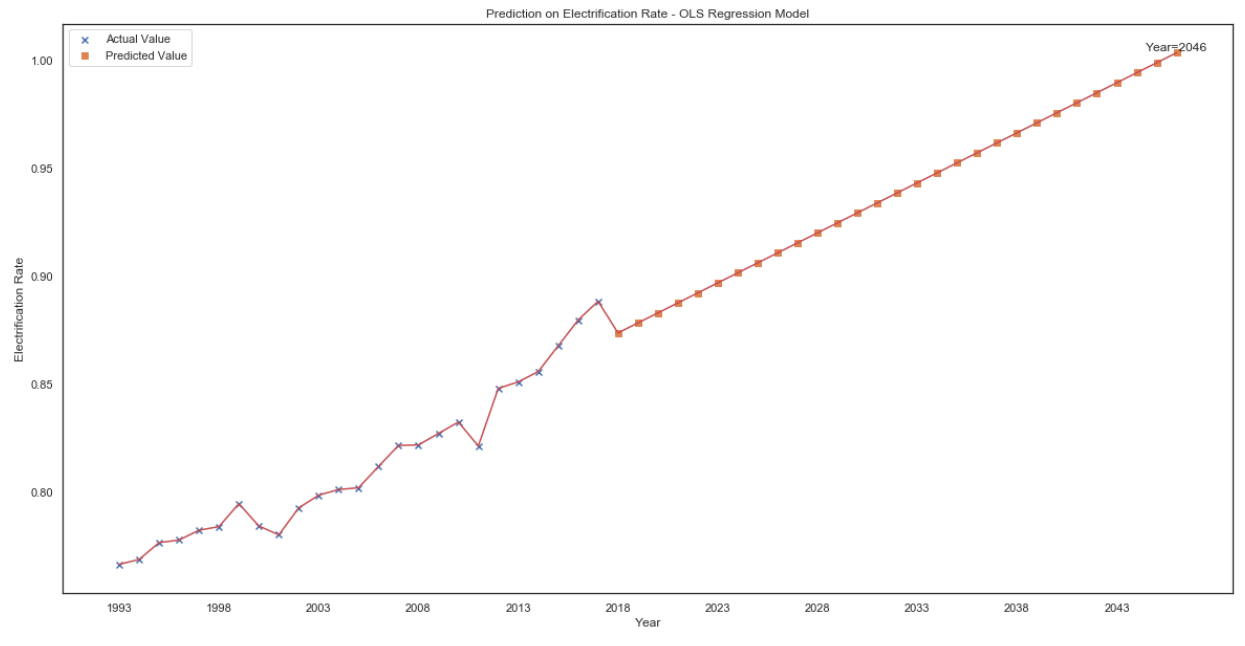 Prediction on Electrification Rate - OLS Regression Model
Actual Value
Predicted Value
Year=2046
1.00
0.95
0.90
0.85
0.80
Electrification Rate
1993 1998 2003 2008 2013 2018 2023 2028 2033 2038 2043
Year